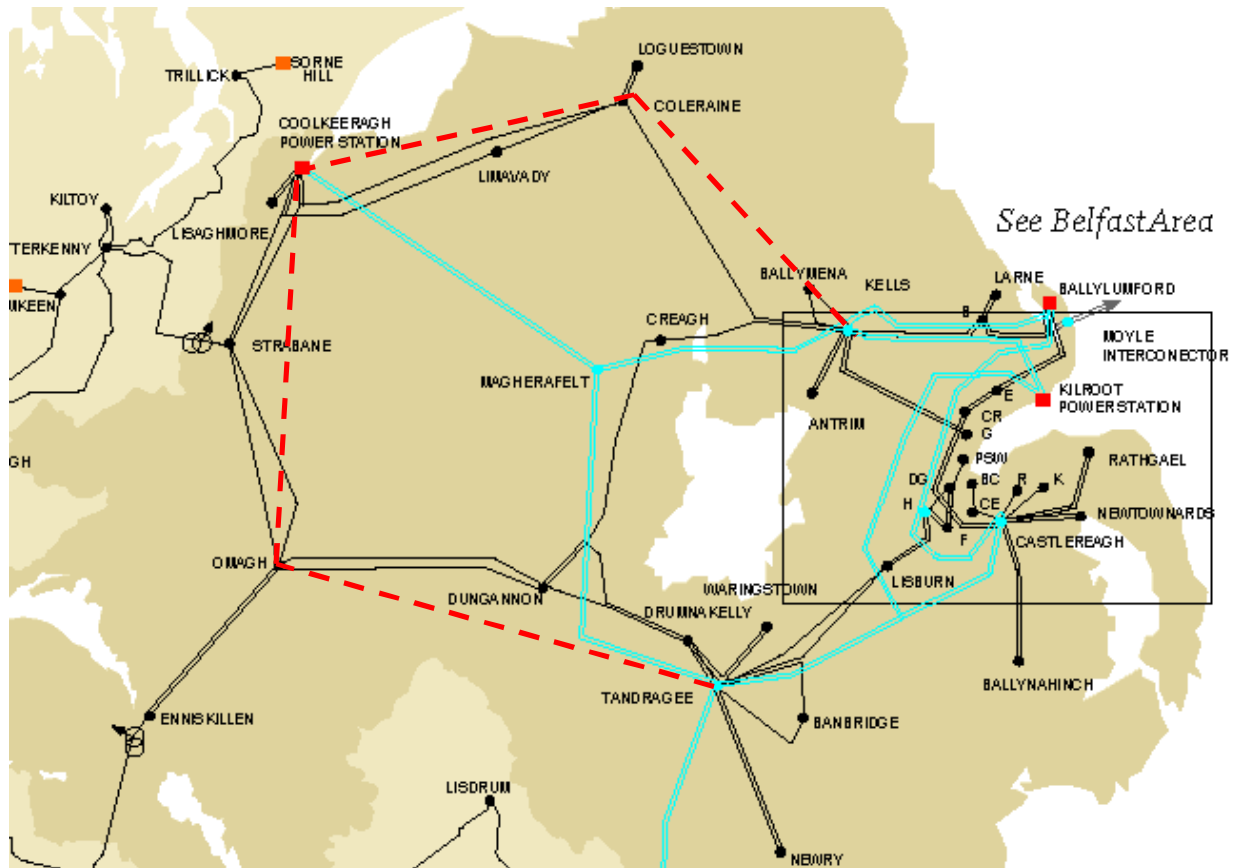 LOGUESTOWN
SORNE
HILL
TRILLICK
COLERAINE
COOLKEERAGH
POWER STATION
LIMAVADY
KILTOY
LISAGHMORE
TERKENNY
See BelfastArea
BALLYMENA
KELLS
LARNE
BALLYLUMFORD
B
CREAGH
MOYLE
INTERCONECTOR
STRABANE
MAGHERAFELT
E
KILROOT
POWERSTATION
ANTRIM
CR
G
GH
PSW
RATHGAEL
DG
BC
R
K
H
CE
NEWTOWNARDS
F
CASTLEREAGH
OMAGH
LISBURN
WARINGSTOWN
DUNGANNON
DRUMNAKELLY
BALLYNAHINCH
TANDRAGEE
ENNISKILLEN
BANBRIDGE
LISDRUM
NEWRY